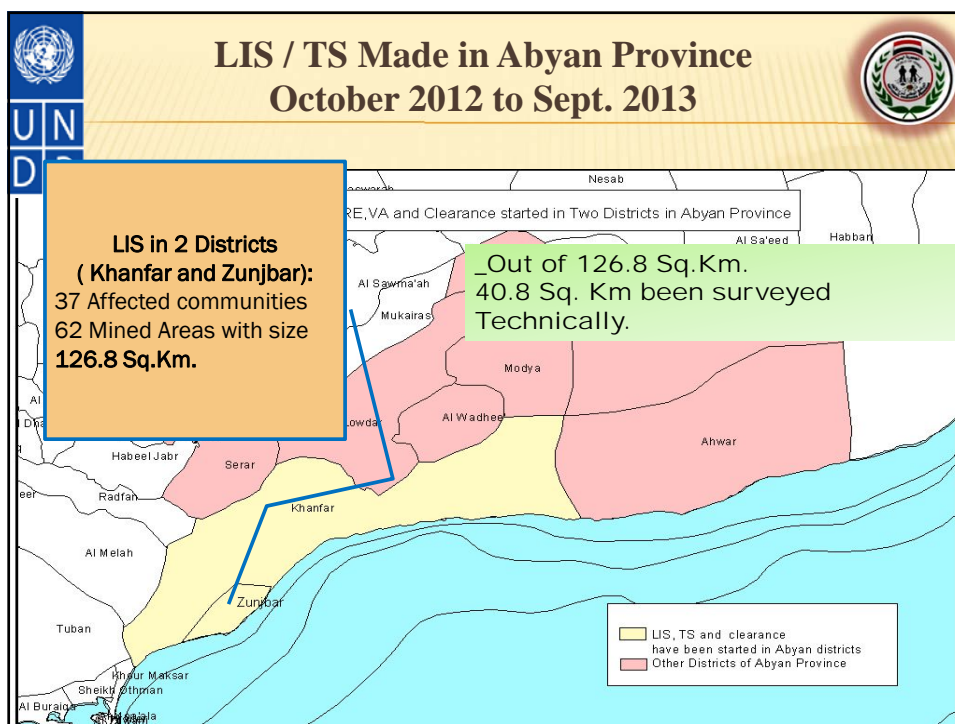 LIS / TS Made in Abyan Province
October 2012 to Sept. 2013
UN
D
Nesab
RE,VA and Clearance started in Two Districts in Abyan Province
Al Sa'eed
Habban
LIS in 2 Districts
( Khanfar and Zunjbar):
37 Affected communities
62 Mined Areas with size
126.8 Sq.Km.
_Out of 126.8 Sq.Km.
40.8 Sq. Km been surveyed
Technically.
Al Sawma'ah
Mukairas
Modya
Al Wadhee'
Lowdar
Ahwar
Habeel Jabr
Serar
Radfan
Khanfar
Al Melah
Zunjbar
Tuban
LIS, TS and clearance
have been started in Abyan districts
Other Districts of Abyan Province
Khour Maksar
Sheikh Othman
Al Buraiqa